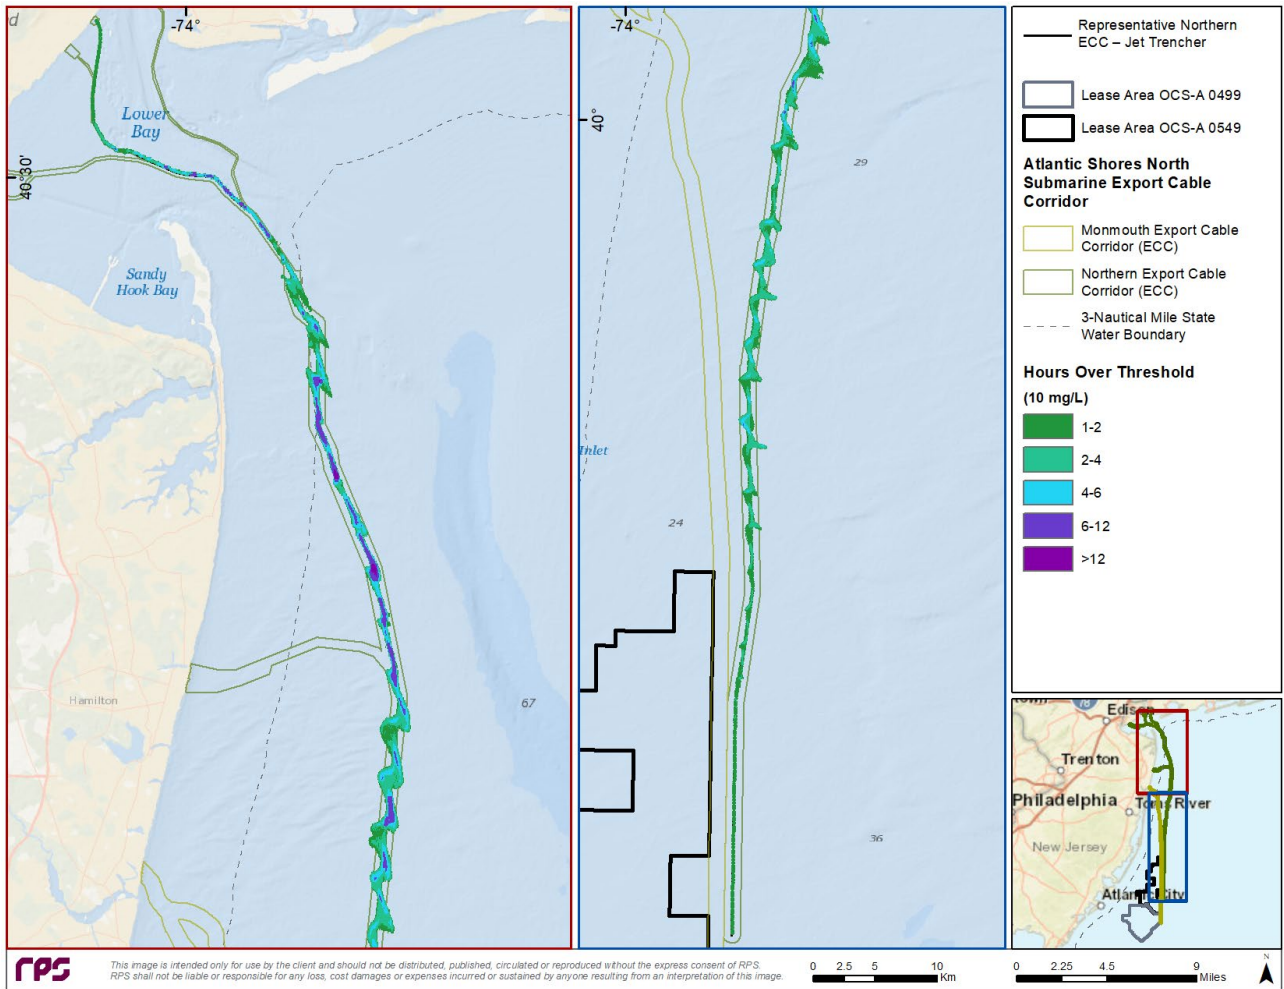 d
-74°
Lower
Bay
40°30'
Sandy
Hook Bay
Hamilton
67
-74°
40°
29
Inlet
24
36
Representative Northern
ECC – Jet Trencher
Lease Area OCS-A 0499
Lease Area OCS-A 0549
Atlantic Shores North
Submarine Export Cable
Corridor
Monmouth Export Cable
Corridor (ECC)
Northern Export Cable
Corridor (ECC)
3-Nautical Mile State
Water Boundary
Hours Over Threshold
(10 mg/L)
1-2
2-4
4-6
6-12
>12
78
Edison
Trenton
Philadelphia
Toms River
New Jersey
Atlantic City
rps
This image is intended only for use by the client and should not be distributed, published, circulated or reproduced without the express consent of RPS.
RPS shall not be liable or responsible for any loss, cost damages or expenses incurred or sustained by anyone resulting from an interpretation of this image.
0 2.5 5 10
Km
0 2.25 4.5 9
Miles
N